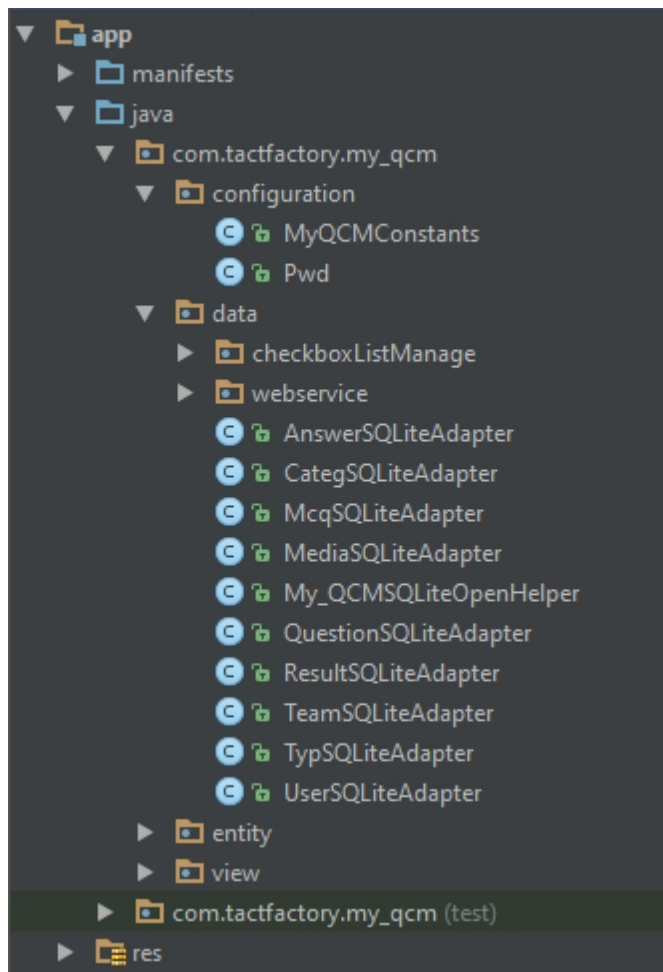 app
manifests
java
com.tactfactory.my_qcm
configuration
MyQCMConstants
Pwd
data
checkboxListManage
webservice
AnswerSQLiteAdapter
CategSQLiteAdapter
McqSQLiteAdapter
MediaSQLiteAdapter
My_QCMSQLiteOpenHelper
QuestionSQLiteAdapter
ResultSQLiteAdapter
TeamSQLiteAdapter
TypSQLiteAdapter
UserSQLiteAdapter
entity
view
com.tactfactory.my_qcm (test)
res